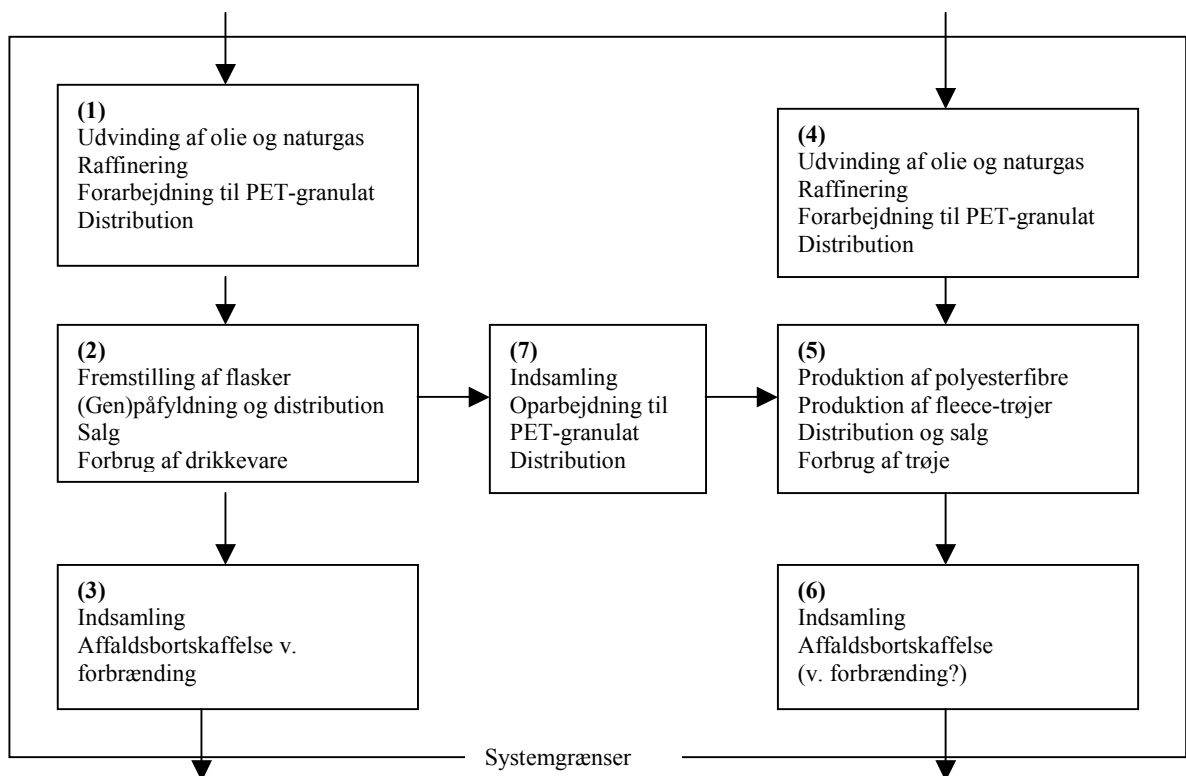 (1)
Udvinding af olie og naturgas
Raffinering
Forarbejdning til PET-granulat
Distribution
(4)
Udvinding af olie og naturgas
Raffinering
Forarbejdning til PET-granulat
Distribution
(2)
Fremstilling af flasker
(Gen)påfyldning og distribution
Salg
Forbrug af drikkevare
(7)
Indsamling
Oparbejdning til
PET-granulat
Distribution
(5)
Produktion af polyesterfibre
Produktion af fleece-trøjer
Distribution og salg
Forbrug af trøje
(3)
Indsamling
Affaldsbortskaffelse v.
forbrænding
(6)
Indsamling
Affaldsbortskaffelse
(v. forbrænding?)
Systemgrænser